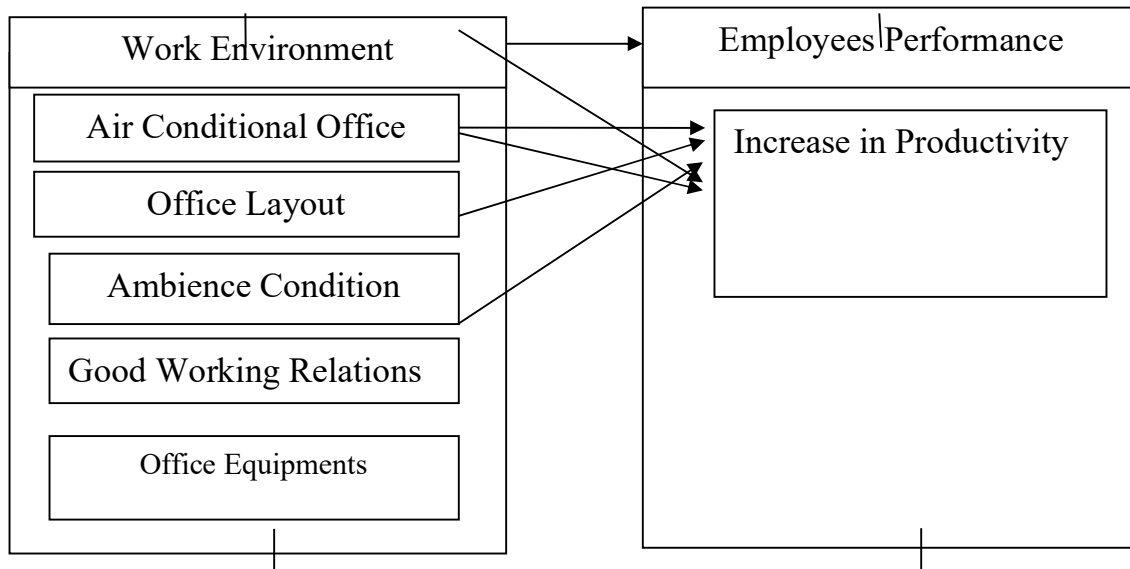 Work Environment
Employees Performance
Air Conditional Office
Increase in Productivity
Office Layout
Ambience Condition
Good Working Relations
Office Equipments